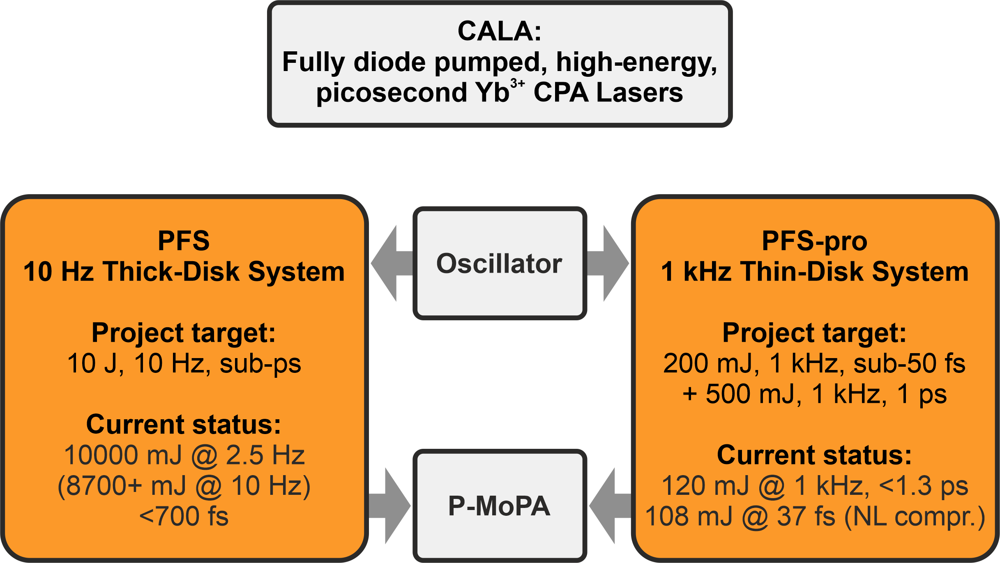 CALA:
Fully diode pumped, high-energy,
picosecond Yb³⁺ CPA Lasers
PFS
10 Hz Thick-Disk System
Project target:
10 J, 10 Hz, sub-ps
Current status:
10000 mJ @ 2.5 Hz
(8700+ mJ @ 10 Hz)
<700 fs
Oscillator
P-MoPA
PFS-pro
1 kHz Thin-Disk System
Project target:
200 mJ, 1 kHz, sub-50 fs
+ 500 mJ, 1 kHz, 1 ps
Current status:
120 mJ @ 1 kHz, <1.3 ps
108 mJ @ 37 fs (NL compr.)